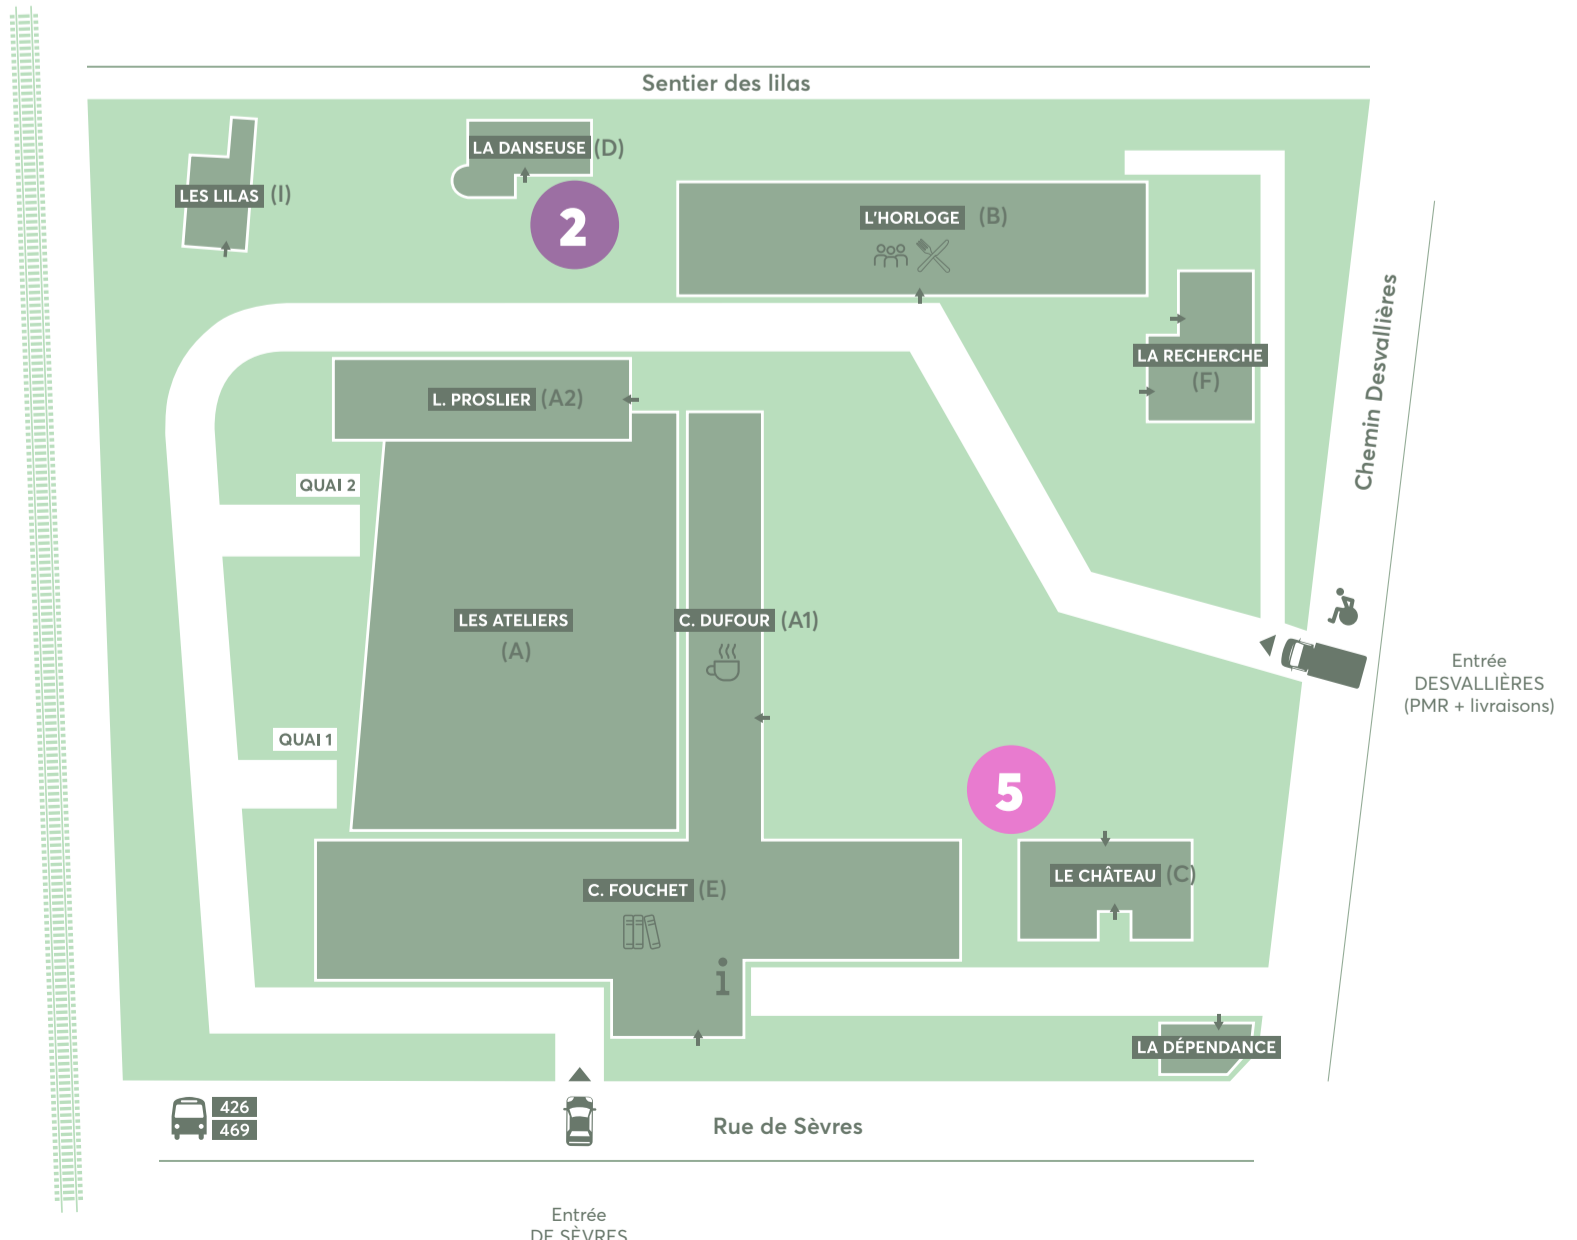 Sentier des lilas
LA DANSEUSE (D)
LES LILAS (I)
2
L'HORLOGE (B)
LA RECHERCHE
(F)
Chemin Desvallières
L. PROSLIER (A2)
QUAI 2
LES ATELIERS
(A)
C. DUFOUR (A1)
Entrée
DESVALLIÈRES
(PMR + livraisons)
QUAI 1
5
LE CHÂTEAU (C)
C. FOUCHET (E)
i
LA DÉPENDANCE
426
469
Rue de Sèvres
Entrée
DE SÈVRES